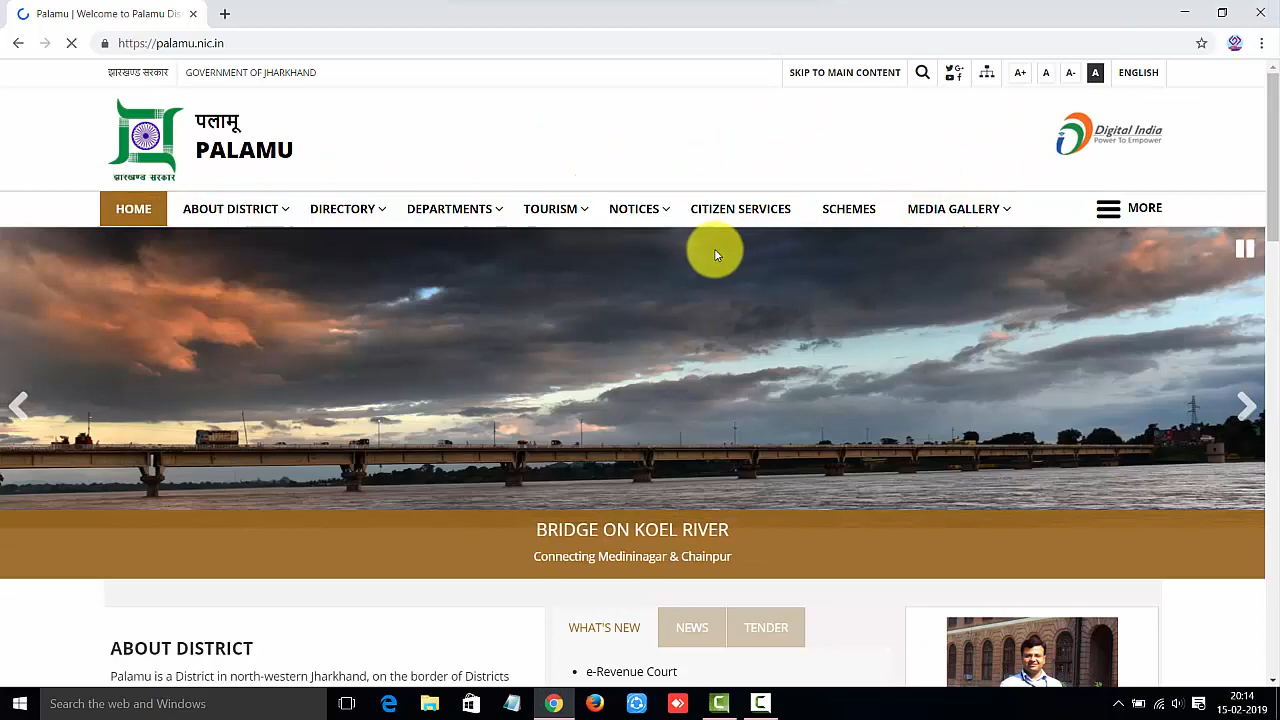 Palamu | Welcome to Palamu Dis
https://palamu.nic.in
झारखण्ड सरकार
GOVERNMENT OF JHARKHAND
SKIP TO MAIN CONTENT
A+
A
A-
A
ENGLISH
पलामू
PALAMU
झारखण्ड सरकार
Digital India
Power To Empower
HOME
ABOUT DISTRICT
DIRECTORY
DEPARTMENTS
TOURISM
NOTICES
CITIZEN SERVICES
SCHEMES
MEDIA GALLERY
MORE
BRIDGE ON KOEL RIVER
Connecting Medininagar & Chainpur
WHAT'S NEW
NEWS
TENDER
ABOUT DISTRICT
Palamu is a District in north western Jharkhand, on the border of Districts
e-Revenue Court
Search the web and Windows
20:14
15-02-2019